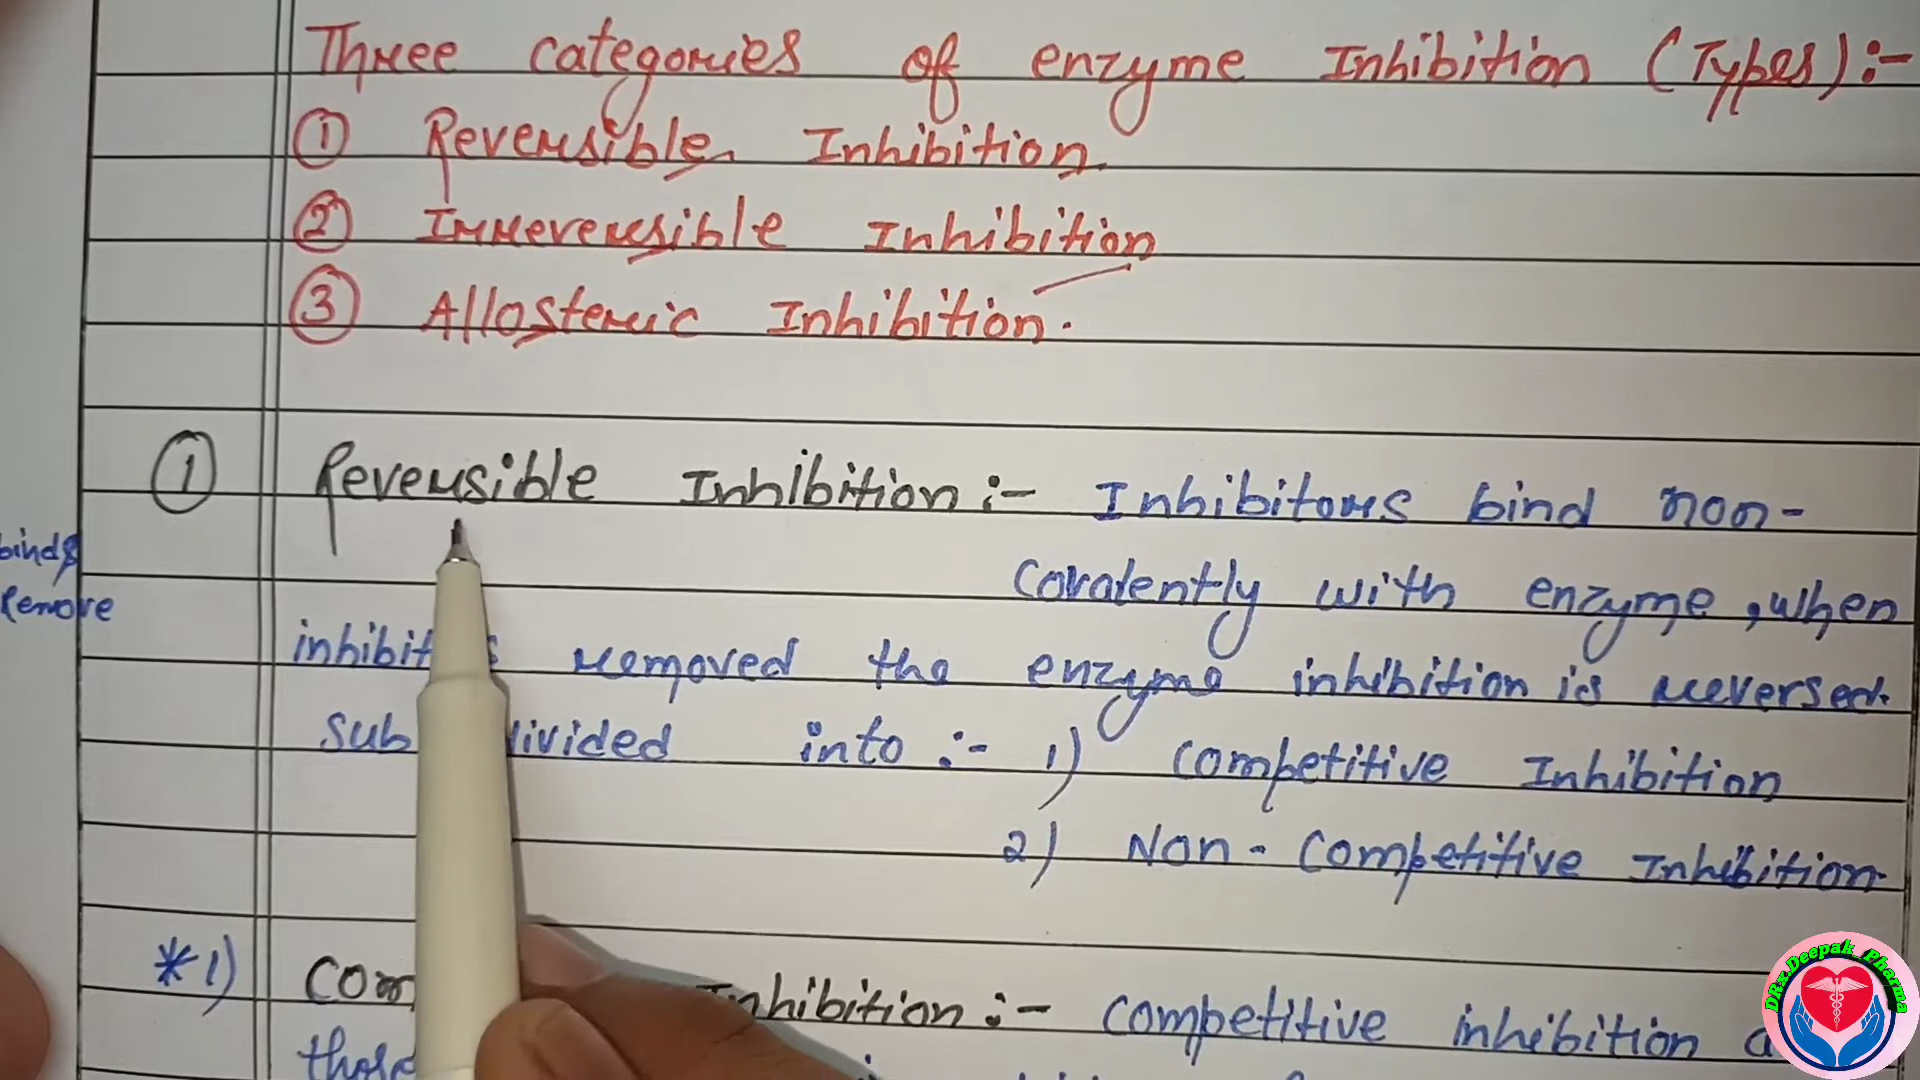 Three categories of enzyme Inhibition (Types):-
① Reversible Inhibition.
② Irreversible Inhibition
③ Allosteric Inhibition.
① Reversible Inhibition:- Inhibitors bind non-
covalently with enzyme, when
binds
Remove
removed the enzyme inhibition is reversed.
Sub divided into :- 1) Competitive Inhibition
2) Non-Competitive Inhibition
*1) Inhibition:- Competitive inhibition
DRx.Deepak_Pharma